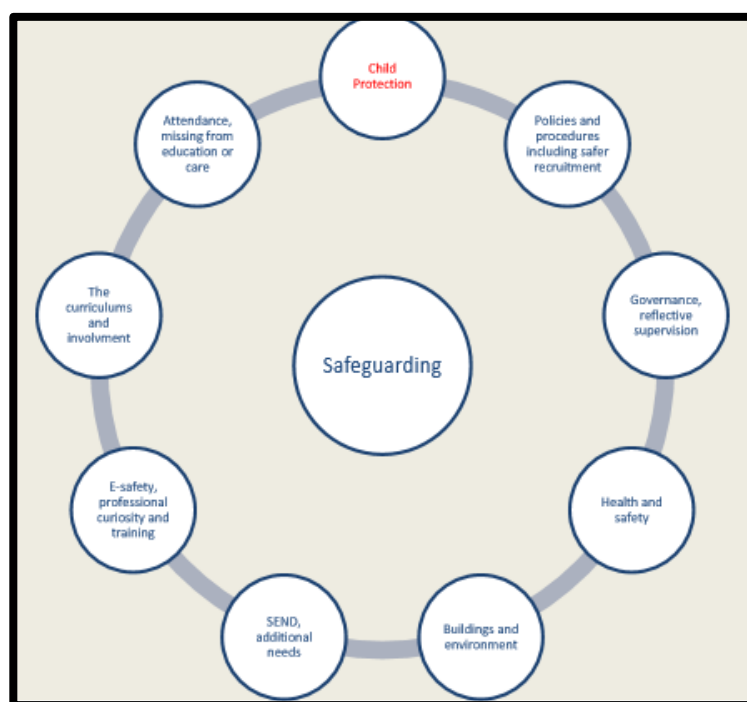 Child
Protection
Policies and
procedures
including safer
recruitment
Governance,
reflective
supervision
Health and
safety
Buildings and
environment
SEND,
additional
needs
E-safety,
professional
curiosity and
training
The
curriculums
and
involvment
Attendance,
missing from
education or
care
Safeguarding